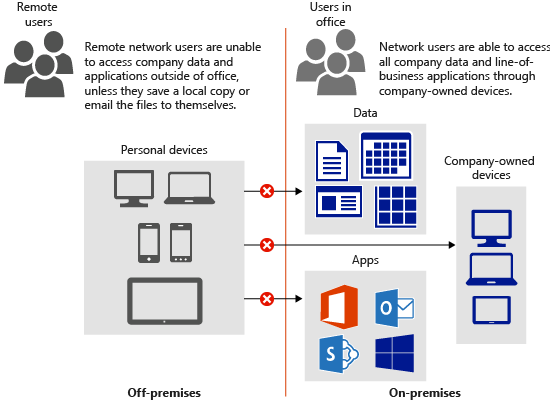 Remote
users
Remote network users are unable
to access company data and
applications outside of office,
unless they save a local copy or
email the files to themselves.
Users in
office
Network users are able to access
all company data and line-of-
business applications through
company-owned devices.
Personal devices
Data
Company-owned
devices
Apps
Off-premises
On-premises